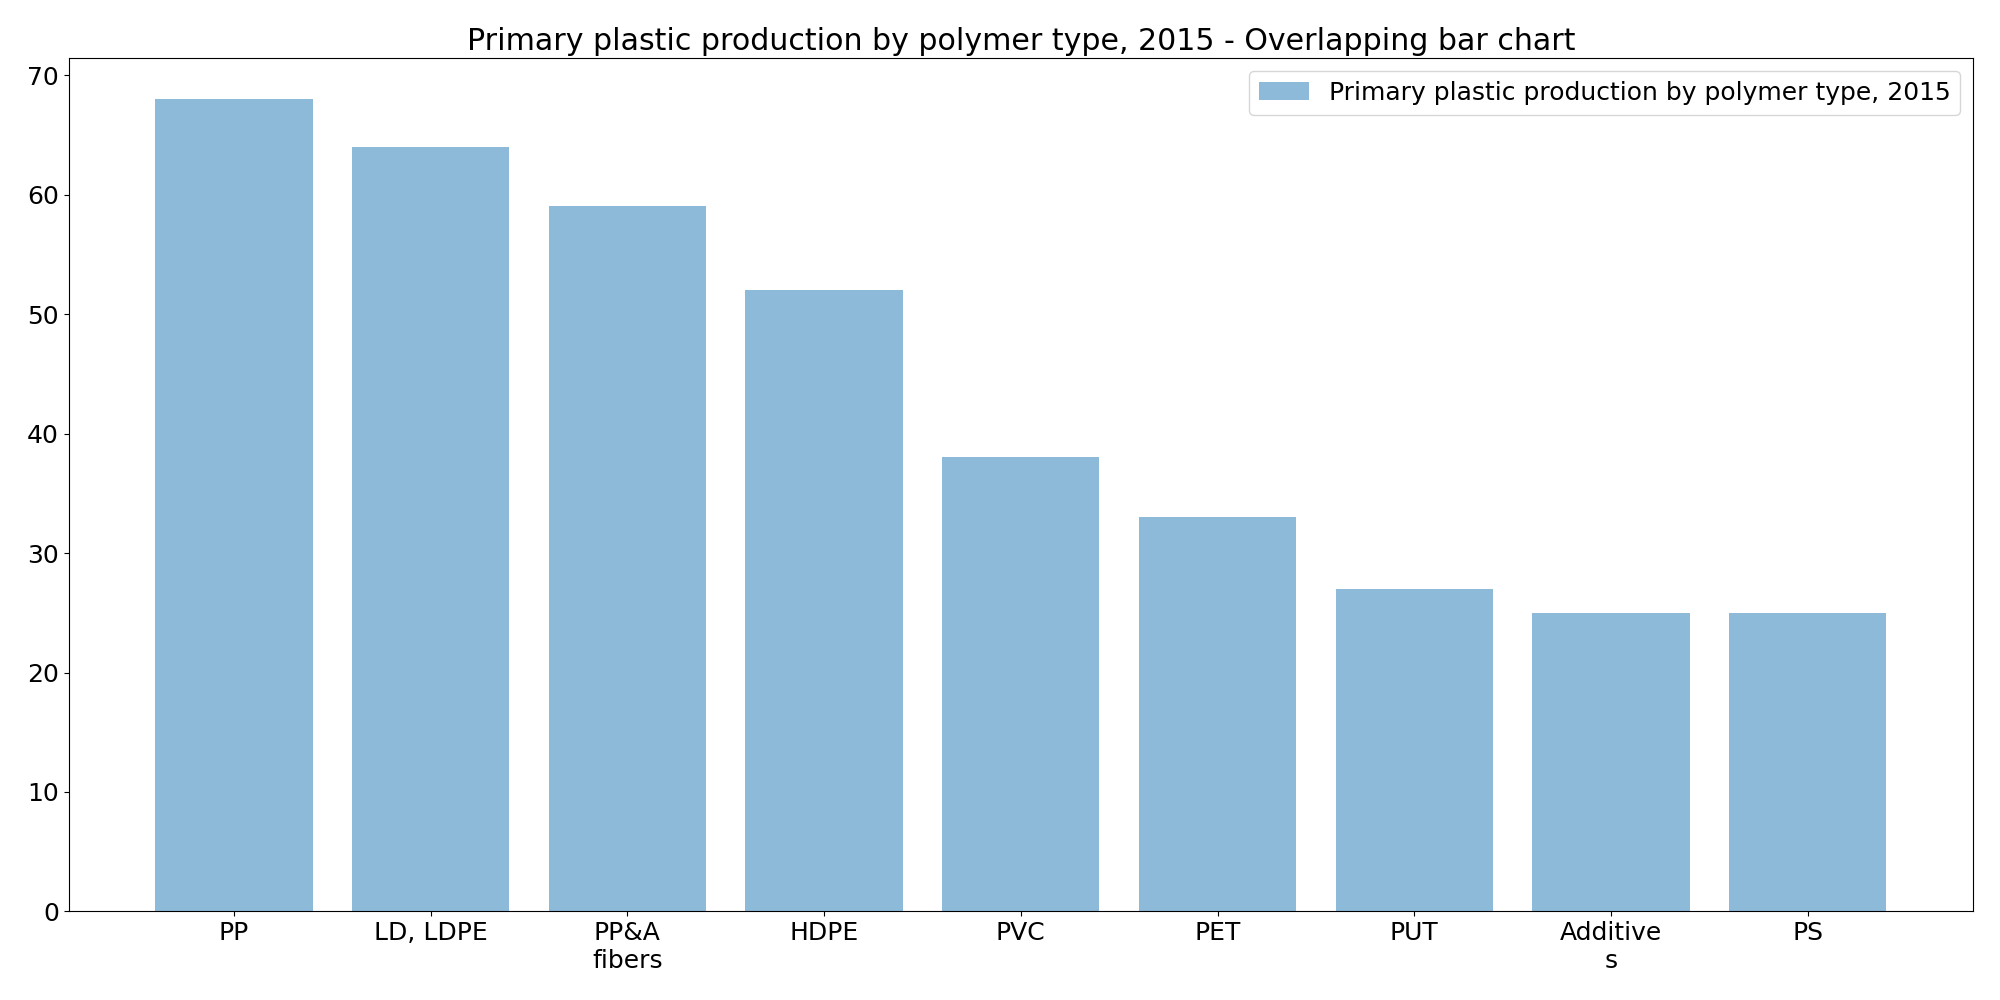 Primary plastic production by polymer type, 2015 - Overlapping bar chart
Primary plastic production by polymer type, 2015
70
60
50
40
30
20
10
0
PP
LD, LDPE
PP&A
fibers
HDPE
PVC
PET
PUT
Additive
s
PS